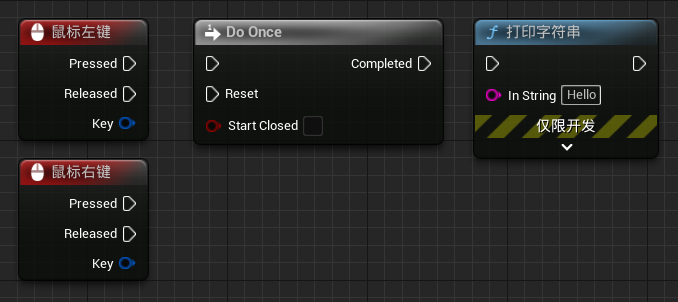 鼠标左键
Pressed
Released
Key
鼠标右键
Pressed
Released
Key
Do Once
Completed
Reset
Start Closed
f 打印字符串
In String Hello
仅限开发